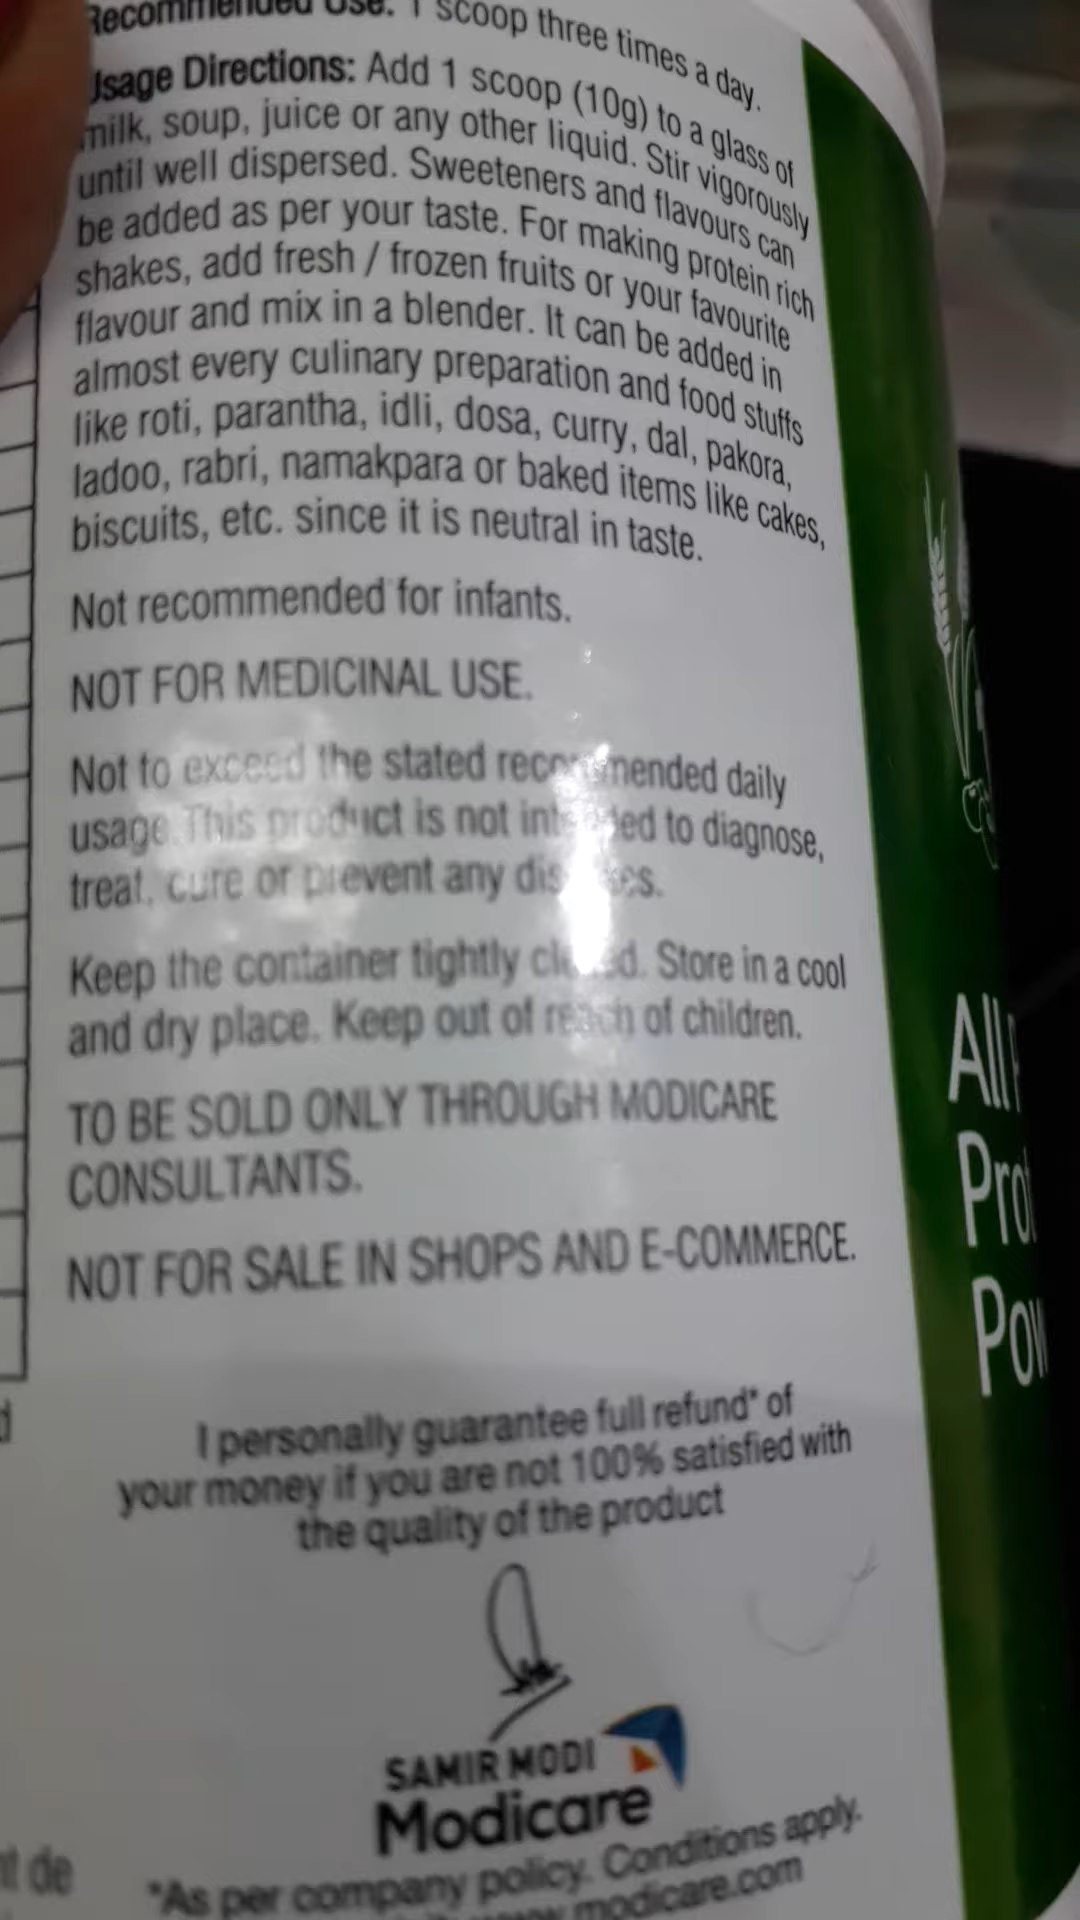 Recommended Use: 1 scoop three times a day.
Usage Directions: Add 1 scoop (10g) to a glass of
milk, soup, juice or any other liquid. Stir vigorously
until well dispersed. Sweeteners and flavours can
be added as per your taste. For making protein rich
shakes, add fresh / frozen fruits or your favourite
flavour and mix in a blender. It can be added in
almost every culinary preparation and food stuffs
like roti, parantha, idli, dosa, curry, dal, pakora,
ladoo, rabri, namakpara or baked items like cakes,
biscuits, etc. since it is neutral in taste.
Not recommended for infants.
NOT FOR MEDICINAL USE.
Not to exceed the stated recommended daily
usage. This product is not intended to diagnose,
treat, cure or prevent any diseases.
Keep the container tightly closed. Store in a cool
and dry place. Keep out of reach of children.
TO BE SOLD ONLY THROUGH MODICARE
CONSULTANTS.
NOT FOR SALE IN SHOPS AND E-COMMERCE.
I personally guarantee full refund* of
your money if you are not 100% satisfied with
the quality of the product
SAMIR MODI
Modicare
*As per company policy. Conditions apply.
www.modicare.com
All
Pro
Pow